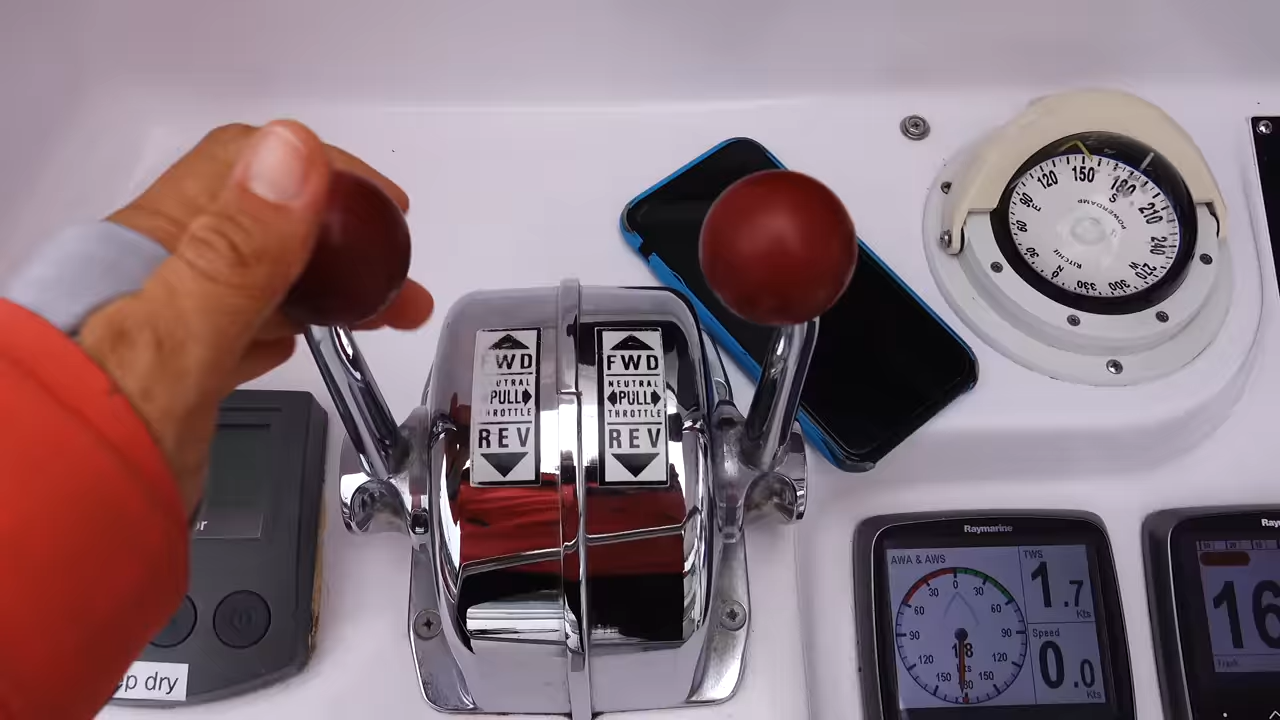 FWD
NEUTRAL
PULL
THROTTLE
REV
FWD
NEUTRAL
PULL
THROTTLE
REV
120 150 180 210 240 270 300 330 30 60
E S W N
POWERDAMP
RITCHIE
Raymarine
AWA & AWS
TWS
1.7
Kts
Speed
0.0
Kts
0
30 30
60 60
90 90
120 120
150 150
16
dry